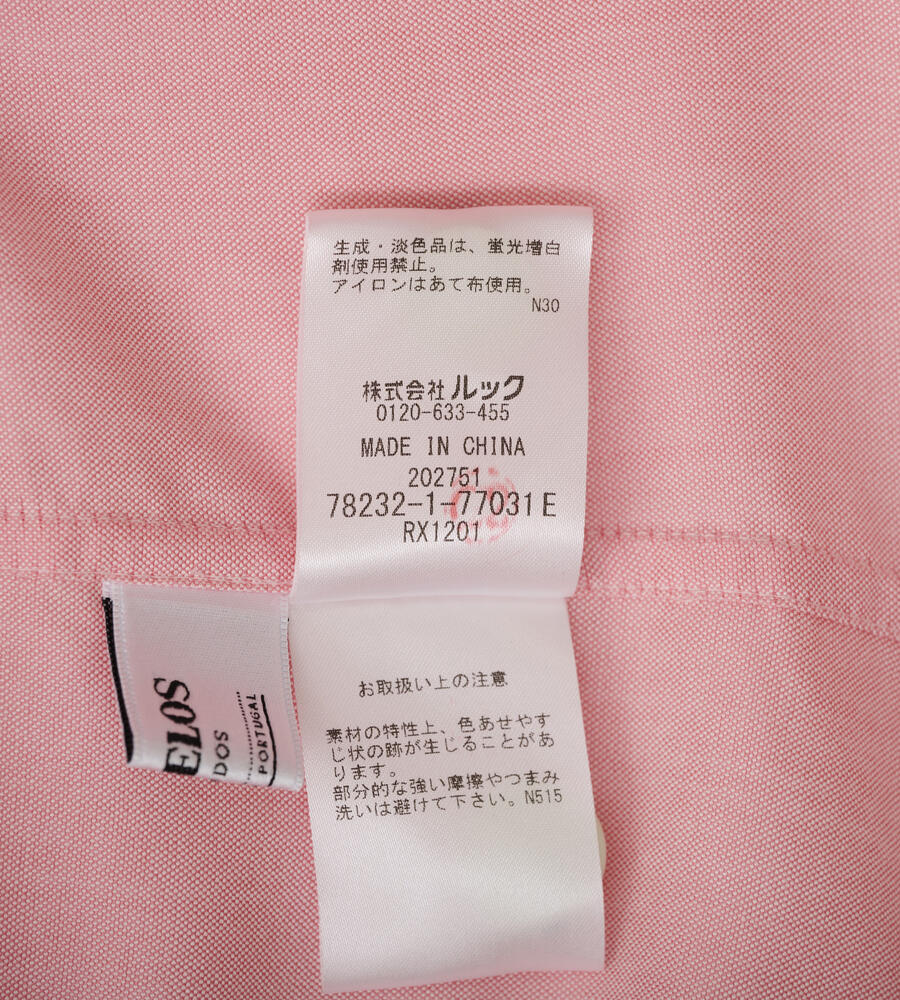 生成・淡色品は、蛍光増白
剤使用禁止。
アイロンはあて布使用。
N30
株式会社ルック
0120-633-455
MADE IN CHINA
202751
78232-1-77031E
RX1201
お取扱い上の注意
素材の特性上、色あせやす
じ状の跡が生じることがあ
ります。
部分的な強い摩擦やつまみ
洗いは避けて下さい。N515
ELOS
DOS
PORTUGAL